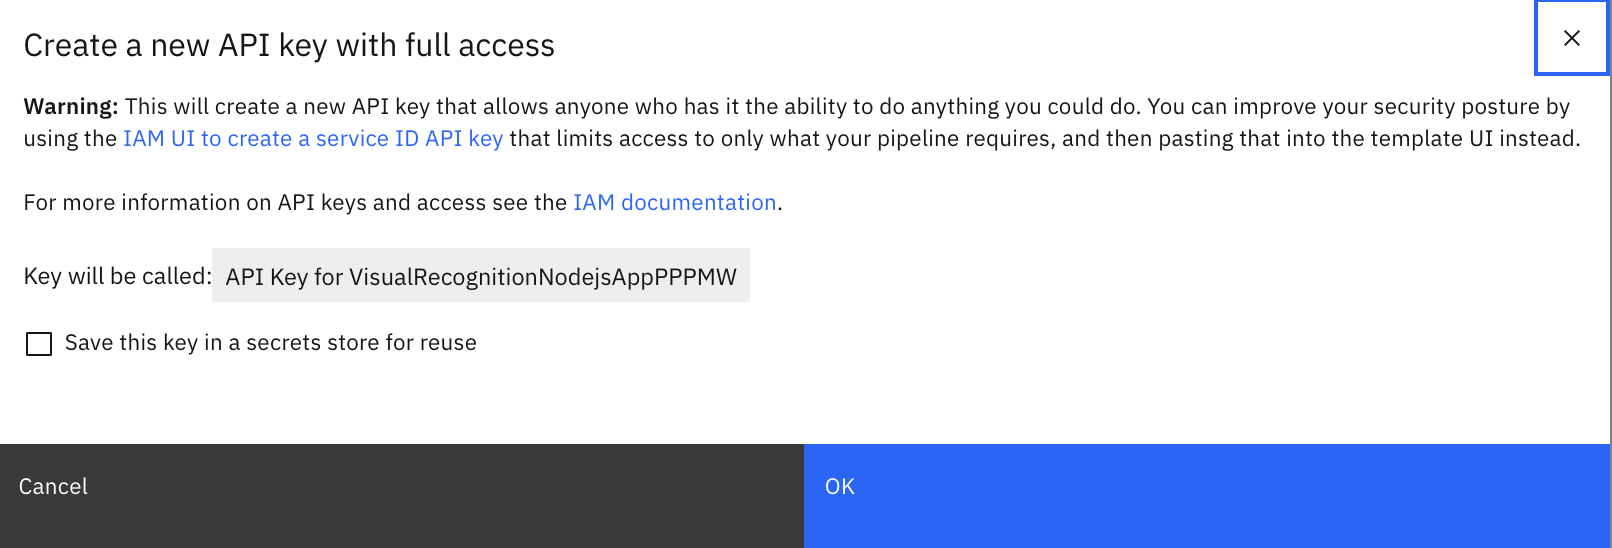 Create a new API key with full access
Warning: This will create a new API key that allows anyone who has it the ability to do anything you could do. You can improve your security posture by
using the IAM UI to create a service ID API key that limits access to only what your pipeline requires, and then pasting that into the template UI instead.
For more information on API keys and access see the IAM documentation.
Key will be called: API Key for VisualRecognitionNodejsAppPPPMW
Save this key in a secrets store for reuse
Cancel
OK